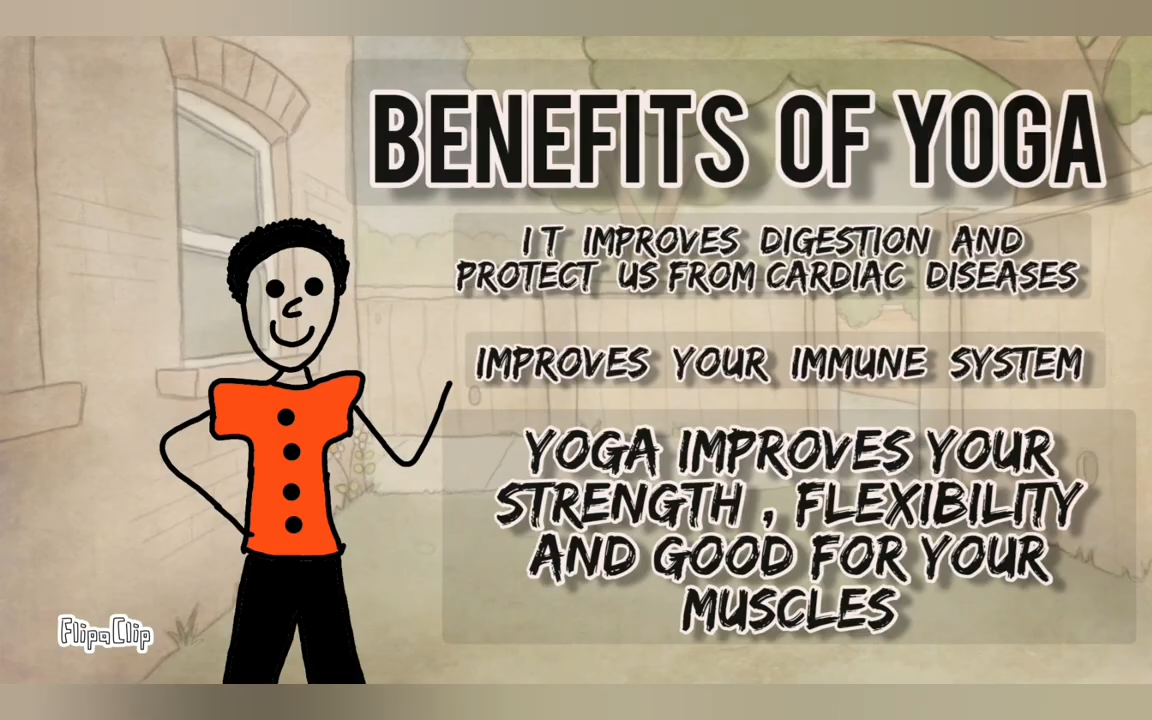 BENEFITS OF YOGA
IT IMPROVES DIGESTION AND
PROTECT US FROM CARDIAC DISEASES
IMPROVES YOUR IMMUNE SYSTEM
YOGA IMPROVES YOUR
STRENGTH , FLEXIBILITY
AND GOOD FOR YOUR
MUSCLES
FlipaClip